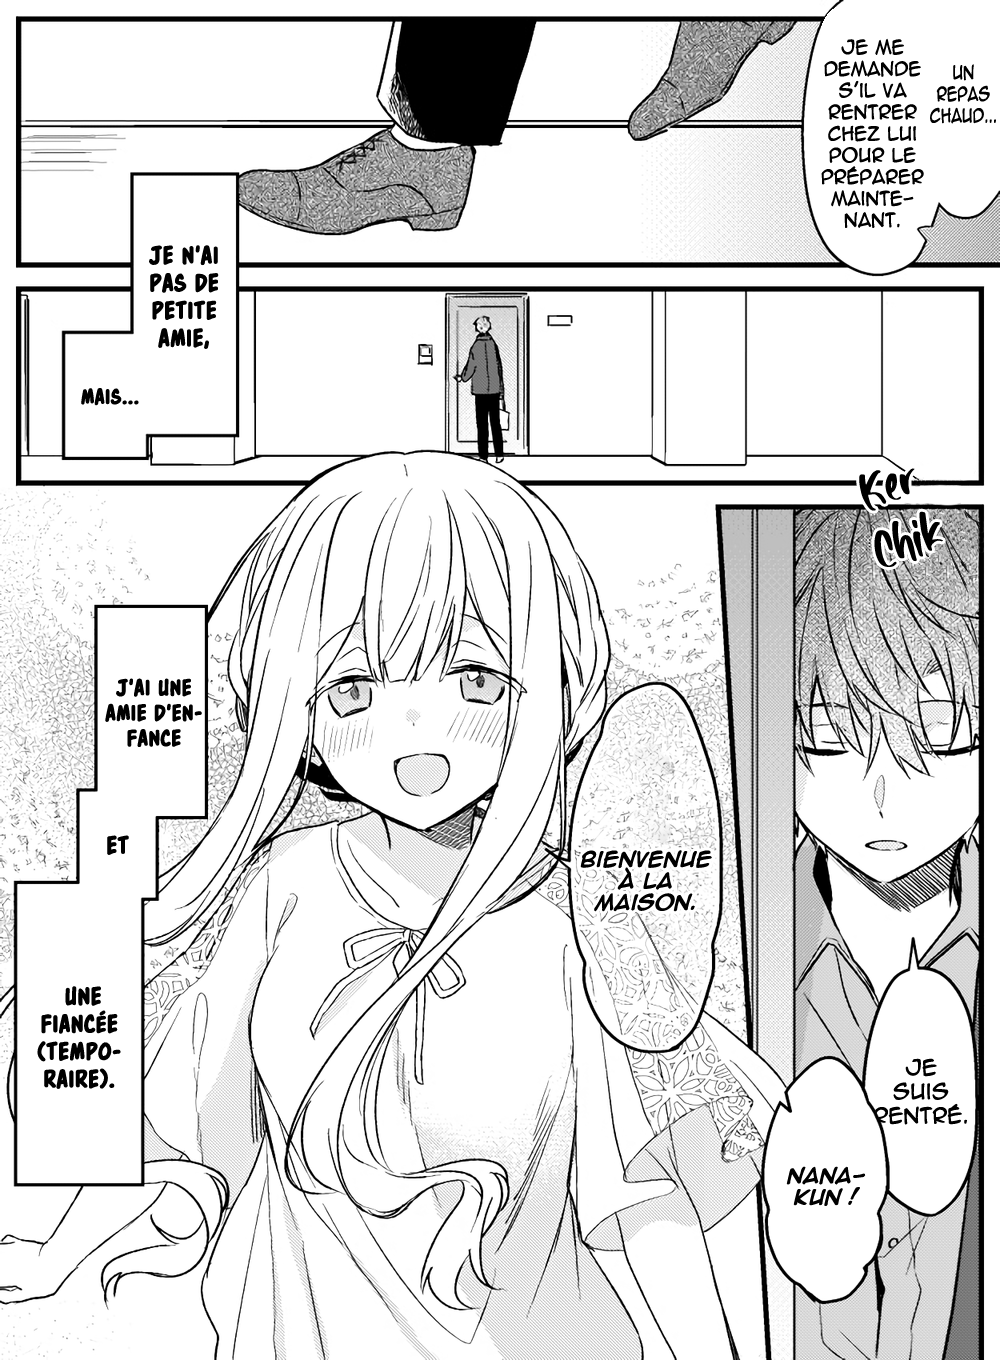 UN
REPAS
CHAUD...
JE ME
DEMANDE
S'IL VA
RENTRER
CHEZ LUI
POUR LE
PRÉPARER
MAINTE-
NANT.
JE N'AI
PAS DE
PETITE
AMIE,
MAIS...
Ker
Chik
JE
SUIS
RENTRÉ.
NANA-
KUN !
BIENVENUE
À LA
MAISON.
J'AI UNE
AMIE D'EN-
FANCE
ET
UNE
FIANCÉE
(TEMPO-
RAIRE).